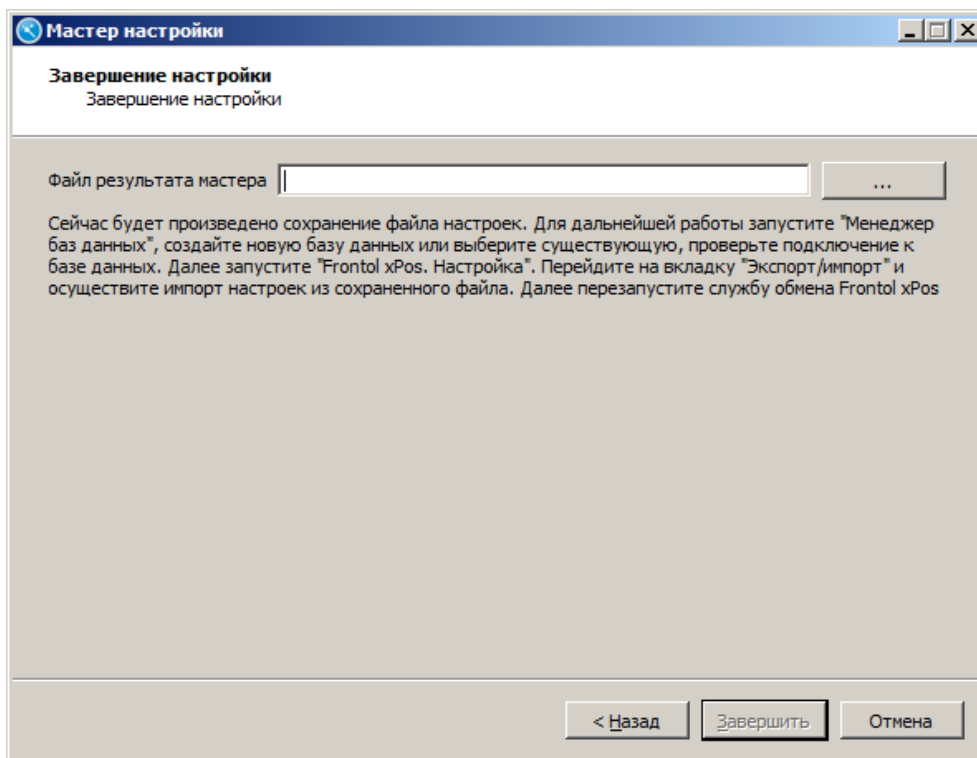 Мастер настройки
Завершение настройки
Завершение настройки
Файл результата мастера
...
Сейчас будет произведено сохранение файла настроек. Для дальнейшей работы запустите "Менеджер
баз данных", создайте новую базу данных или выберите существующую, проверьте подключение к
базе данных. Далее запустите "Frontol xPos. Настройка". Перейдите на вкладку "Экспорт/импорт" и
осуществите импорт настроек из сохраненного файла. Далее перезапустите службу обмена Frontol xPos
< Назад Завершить Отмена